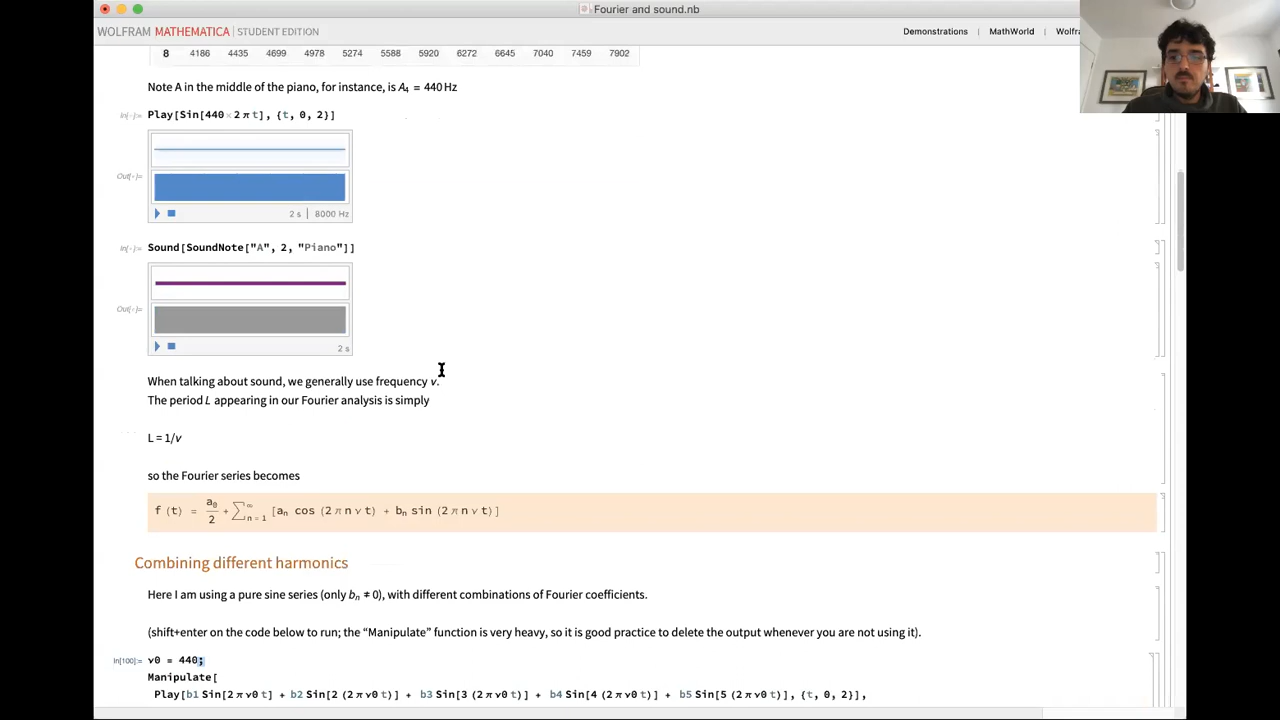 Fourier and sound.nb
WOLFRAM MATHEMATICA | STUDENT EDITION
Demonstrations MathWorld Wolfra
8 4186 4435 4699 4978 5274 5588 5920 6272 6645 7040 7459 7902
Note A in the middle of the piano, for instance, is A₄ = 440 Hz
In[·]:= Play[Sin[440 × 2 π t], {t, 0, 2}]
Out[·]=
2 s | 8000 Hz
In[·]:= Sound[SoundNote["A", 2, "Piano"]]
Out[·]=
2 s
When talking about sound, we generally use frequency ν.
The period L appearing in our Fourier analysis is simply
L = 1/ν
so the Fourier series becomes
f (t) = a₀/2 + ∑_{n=1}^{∞} [aₙ cos (2 π n ν t) + bₙ sin (2 π n ν t)]
Combining different harmonics
Here I am using a pure sine series (only bₙ ≠ 0), with different combinations of Fourier coefficients.
(shift+enter on the code below to run; the “Manipulate” function is very heavy, so it is good practice to delete the output whenever you are not using it).
In[100]:= ν0 = 440;
Manipulate[
Play[b1 Sin[2 π ν0 t] + b2 Sin[2 (2 π ν0 t)] + b3 Sin[3 (2 π ν0 t)] + b4 Sin[4 (2 π ν0 t)] + b5 Sin[5 (2 π ν0 t)], {t, 0, 2}],